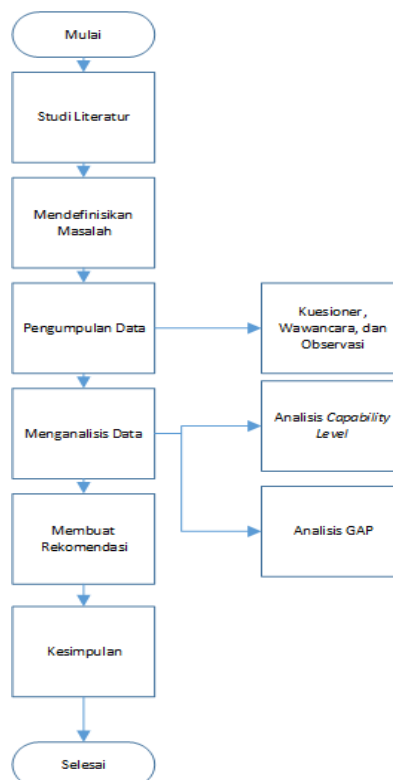 Mulai
Studi Literatur
Mendefinisikan
Masalah
Pengumpulan Data
Kuesioner,
Wawancara, dan
Observasi
Menganalisis Data
Analisis Capability
Level
Membuat
Rekomendasi
Analisis GAP
Kesimpulan
Selesai